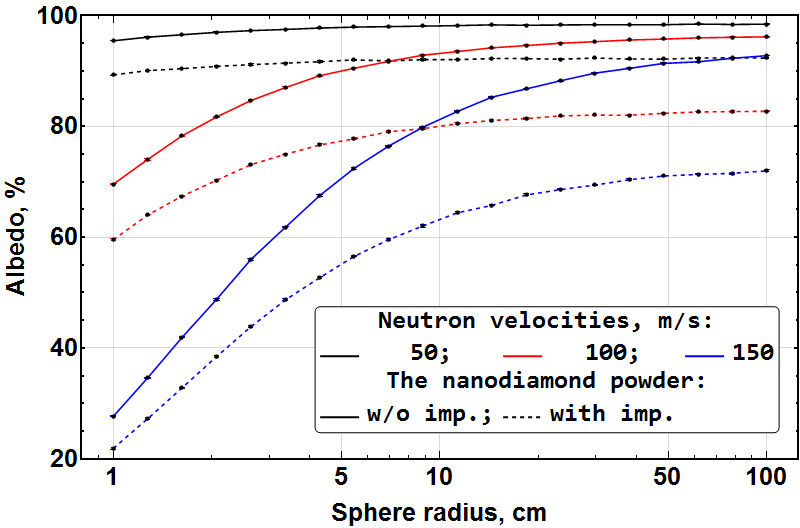 100
80
60
40
20
Albedo, %
Neutron velocities, m/s:
50; 100; 150
The nanodiamond powder:
w/o imp.; with imp.
1 5 10 50 100
Sphere radius, cm